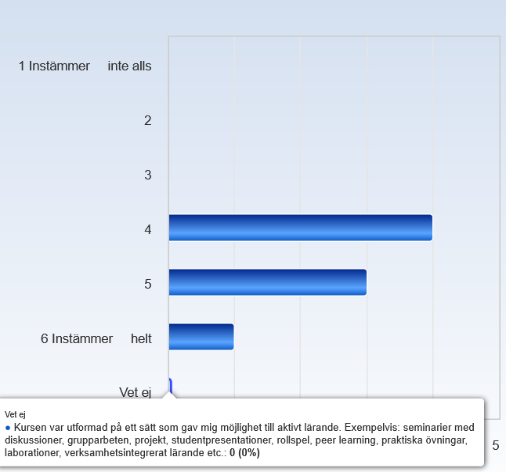 1 Instämmer inte alls
2
3
4
5
6 Instämmer helt
Vet ej
5
Vet ej
● Kursen var utformad på ett sätt som gav mig möjlighet till aktivt lärande. Exempelvis: seminarier med
diskussioner, grupparbeten, projekt, studentpresentationer, rollspel, peer learning, praktiska övningar,
laborationer, verksamhetsintegrerat lärande etc.: 0 (0%)